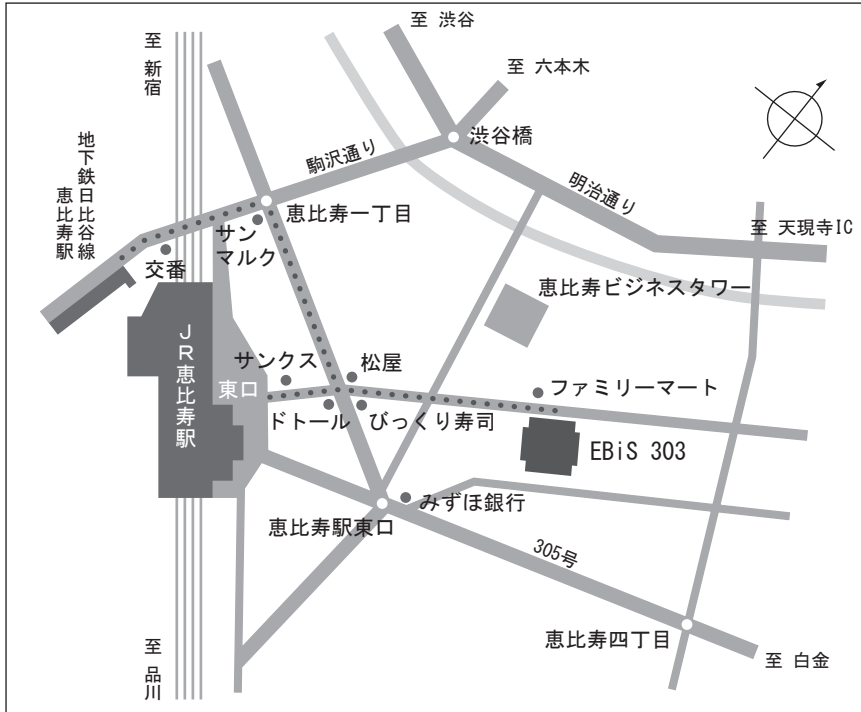 至 渋谷
至 新宿
至 六本木
渋谷橋
駒沢通り
地下鉄日比谷線
恵比寿駅
明治通り
恵比寿一丁目
サン
マルク
至 天現寺IC
交番
恵比寿ビジネスタワー
JR恵比寿駅
サンクス
松屋
東口
ファミリーマート
ドトール
びっくり寿司
EBiS 303
みずほ銀行
恵比寿駅東口
305号
恵比寿四丁目
至 品川
至 白金